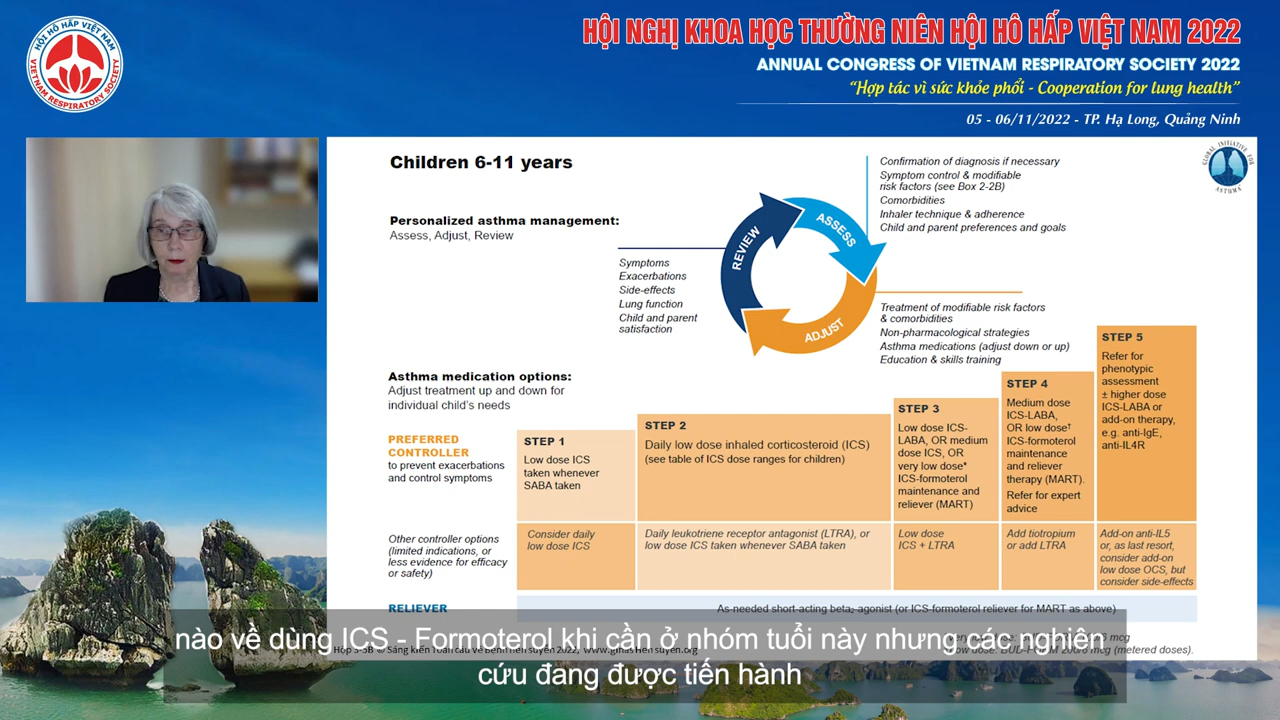 HỘI NGHỊ KHOA HỌC THƯỜNG NIÊN HỘI HÔ HẤP VIỆT NAM 2022
ANNUAL CONGRESS OF VIETNAM RESPIRATORY SOCIETY 2022
“Hợp tác vì sức khỏe phổi - Cooperation for lung health”
05 - 06/11/2022 - TP. Hạ Long, Quảng Ninh
HỘI HÔ HẤP VIỆT NAM
VIETNAM RESPIRATORY SOCIETY
GLOBAL INITIATIVE FOR ASTHMA
Children 6-11 years
Personalized asthma management:
Assess, Adjust, Review
Symptoms
Exacerbations
Side-effects
Lung function
Child and parent
satisfaction
REVIEW
ASSESS
ADJUST
Confirmation of diagnosis if necessary
Symptom control & modifiable
risk factors (see Box 2-2B)
Comorbidities
Inhaler technique & adherence
Child and parent preferences and goals
Treatment of modifiable risk factors
& comorbidities
Non-pharmacological strategies
Asthma medications (adjust down or up)
Education & skills training
Asthma medication options:
Adjust treatment up and down for
individual child’s needs
PREFERRED
CONTROLLER
to prevent exacerbations
and control symptoms
STEP 1
Low dose ICS
taken whenever
SABA taken
STEP 2
Daily low dose inhaled corticosteroid (ICS)
(see table of ICS dose ranges for children)
STEP 3
Low dose ICS-
LABA, OR medium
dose ICS, OR
very low dose*
ICS-formoterol
maintenance and
reliever (MART)
STEP 4
Medium dose
ICS-LABA,
OR low dose†
ICS-formoterol
maintenance
and reliever
therapy (MART).
Refer for expert
advice
STEP 5
Refer for
phenotypic
assessment
± higher dose
ICS-LABA or
add-on therapy,
e.g. anti-IgE,
anti-IL4R
Other controller options
(limited indications, or
less evidence for efficacy
or safety)
Consider daily
low dose ICS
Daily leukotriene receptor antagonist (LTRA), or
low dose ICS taken whenever SABA taken
Low dose
ICS + LTRA
Add tiotropium
or add LTRA
Add-on anti-IL5
or, as last resort,
consider add-on
low dose OCS, but
consider side-effects
RELIEVER
As-needed short-acting beta₂-agonist (or ICS-formoterol reliever for MART as above)
mcg
mcg (metered doses).
nào về dùng ICS - Formoterol khi cần ở nhóm tuổi này nhưng các nghiên
cứu đang được tiến hành